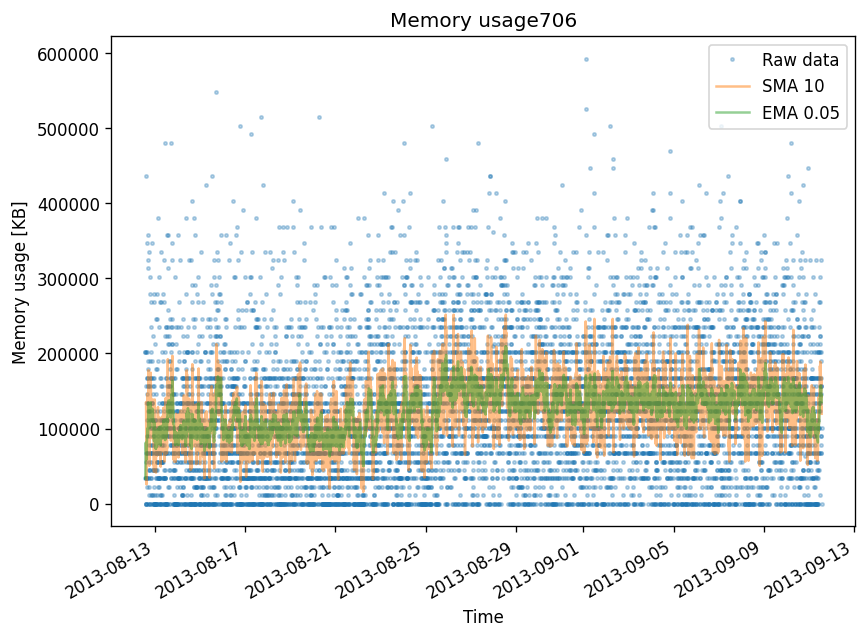 Memory usage706
Raw data
SMA 10
EMA 0.05
Memory usage [KB]
600000
500000
400000
300000
200000
100000
0
2013-08-13
2013-08-17
2013-08-21
2013-08-25
2013-08-29
2013-09-01
2013-09-05
2013-09-09
2013-09-13
Time